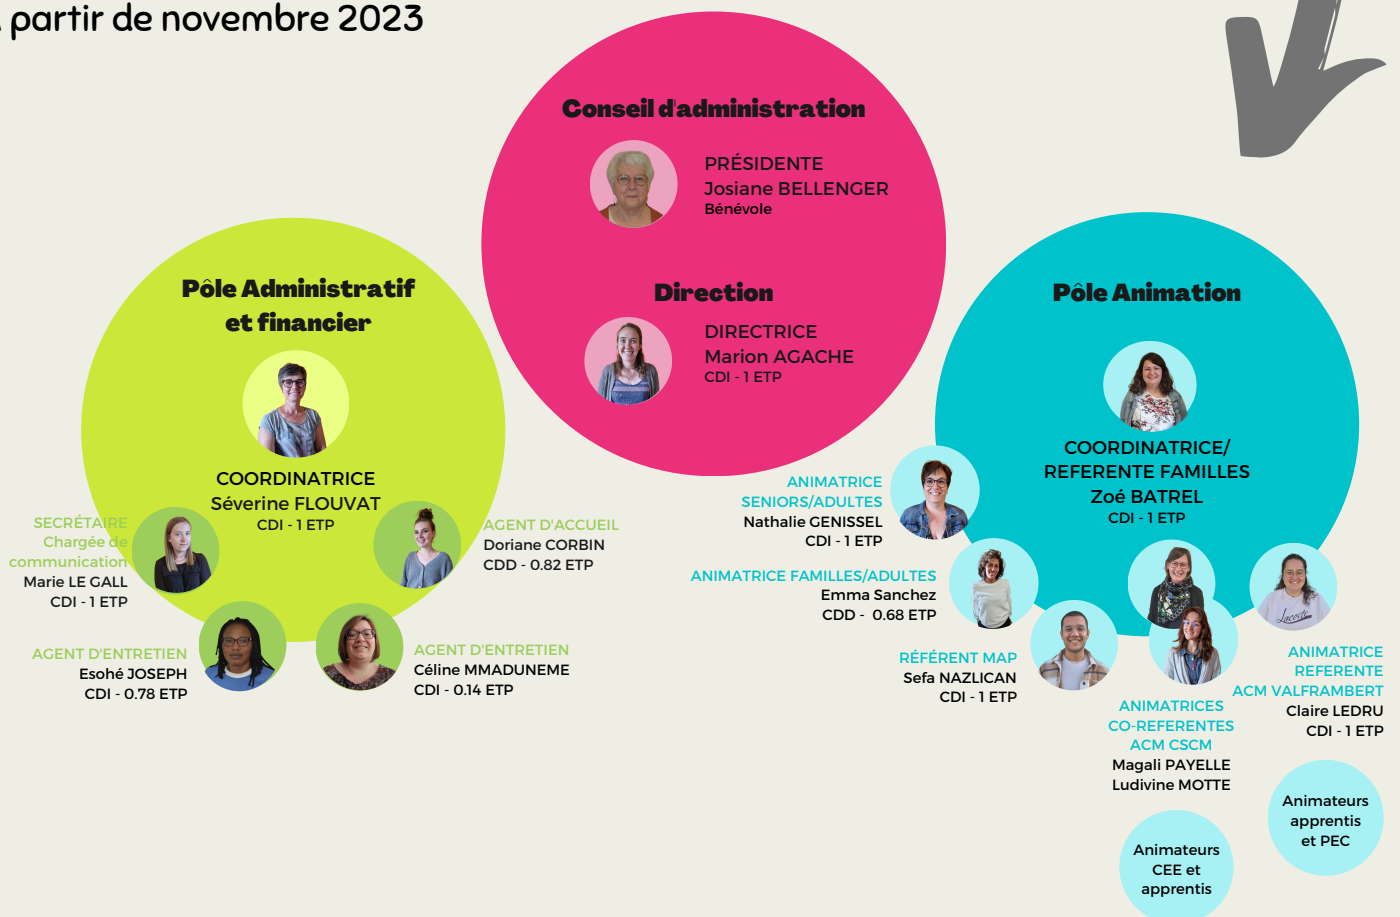 partir de novembre 2023
Conseil d'administration
PRÉSIDENTE
Josiane BELLENGER
Bénévole
Direction
DIRECTRICE
Marion AGACHE
CDI - 1 ETP
Pôle Administratif
et financier
COORDINATRICE
Séverine FLOUVAT
CDI - 1 ETP
SECRÉTAIRE
Chargée de
communication
Marie LE GALL
CDI - 1 ETP
AGENT D'ACCUEIL
Doriane CORBIN
CDD - 0.82 ETP
AGENT D'ENTRETIEN
Esohé JOSEPH
CDI - 0.78 ETP
AGENT D'ENTRETIEN
Céline MMADUNEME
CDI - 0.14 ETP
Pôle Animation
COORDINATRICE/
REFERENTE FAMILLES
Zoé BATREL
CDI - 1 ETP
ANIMATRICE
SENIORS/ADULTES
Nathalie GENISSEL
CDI - 1 ETP
ANIMATRICE FAMILLES/ADULTES
Emma Sanchez
CDD - 0.68 ETP
RÉFÉRENT MAP
Sefa NAZLICAN
CDI - 1 ETP
ANIMATRICES
CO-REFERENTES
ACM CSCM
Magali PAYELLE
Ludivine MOTTE
Lacoste
ANIMATRICE
REFERENTE
ACM VALFRAMBERT
Claire LEDRU
CDI - 1 ETP
Animateurs
CEE et
apprentis
Animateurs
apprentis
et PEC